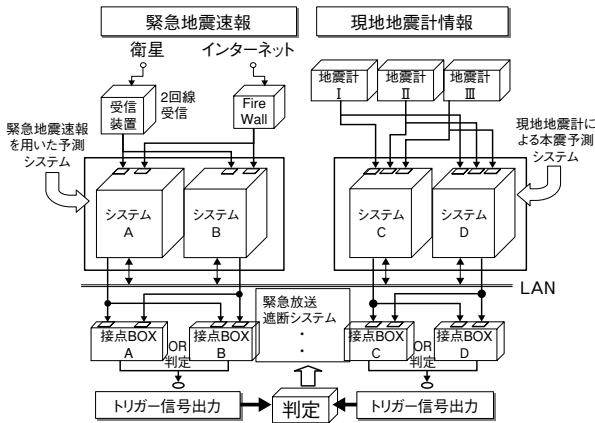 緊急地震速報
現地地震計情報
衛星
インターネット
受信
装置
2回線
受信
Fire
Wall
地震計
Ⅰ
地震計
Ⅱ
地震計
Ⅲ
緊急地震速報
を用いた予測
システム
現地地震計に
よる本震予測
システム
システム
A
システム
B
システム
C
システム
D
LAN
緊急放送
遮断システム
・
・
接点BOX
A
OR
判定
接点BOX
B
接点BOX
C
OR
判定
接点BOX
D
トリガー信号出力
判定
トリガー信号出力